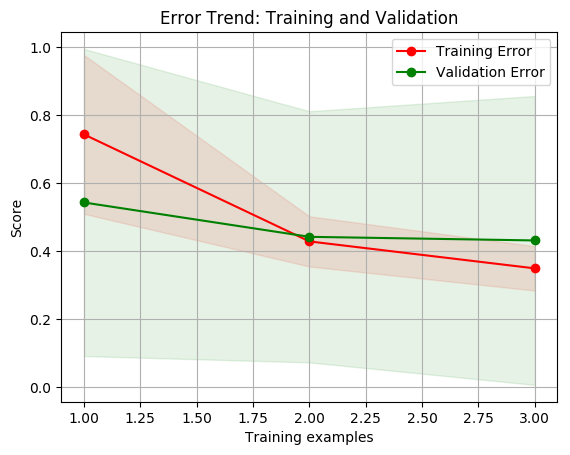 Error Trend: Training and Validation
Training Error
Validation Error
Score
1.0
0.8
0.6
0.4
0.2
0.0
1.00 1.25 1.50 1.75 2.00 2.25 2.50 2.75 3.00
Training examples